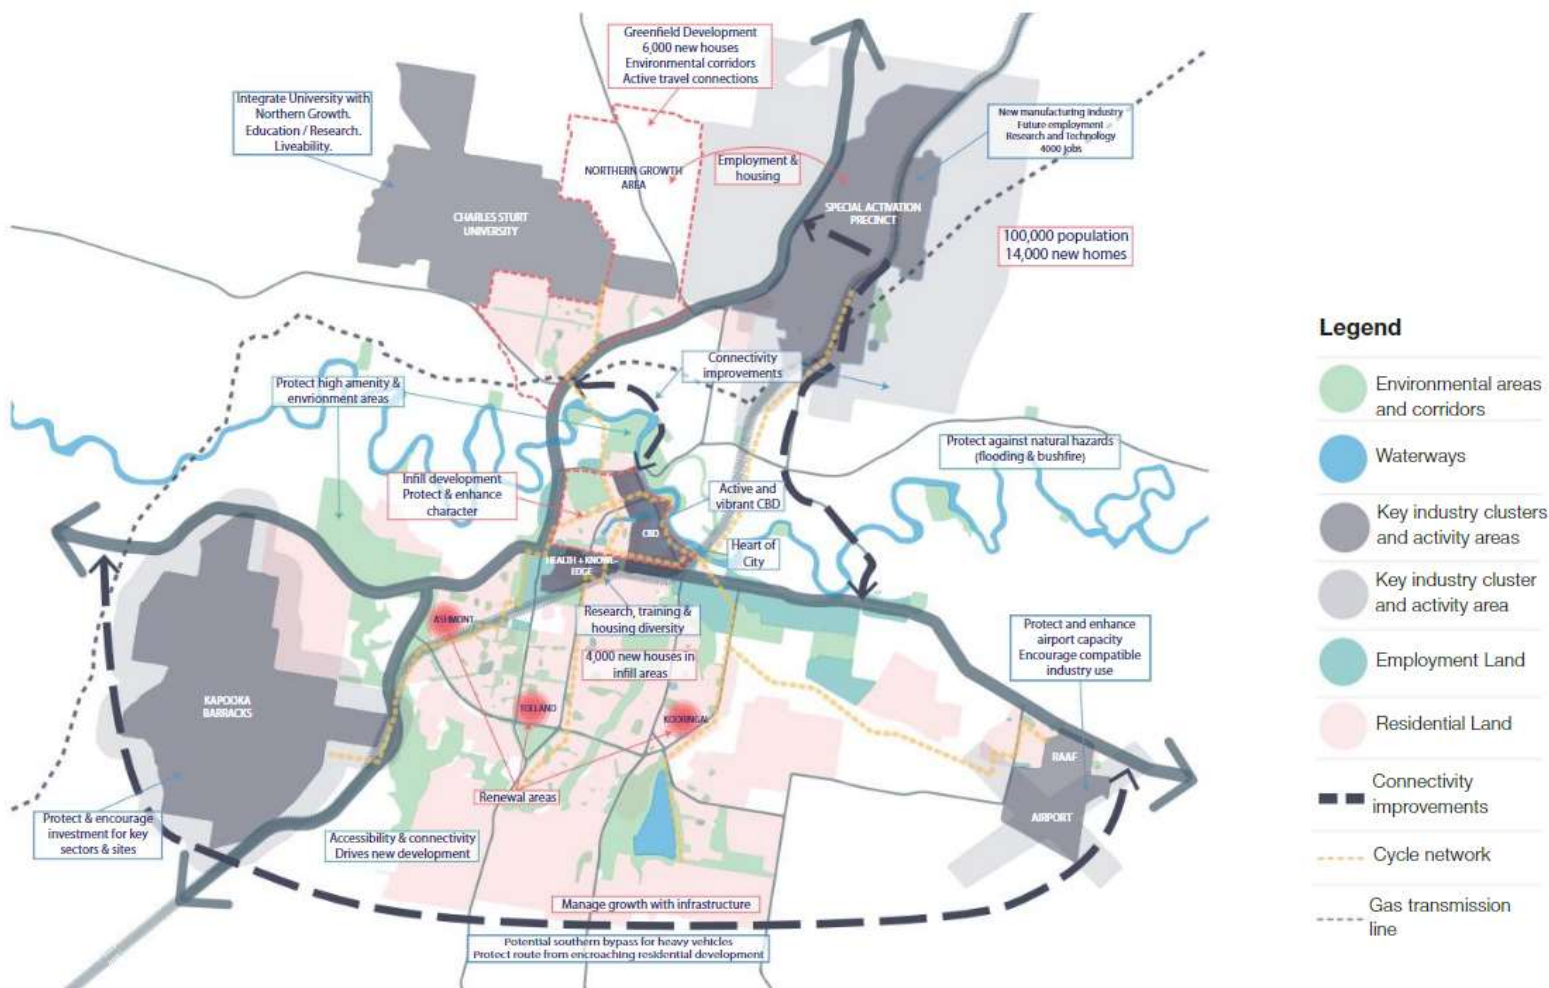 Greenfield Development
6,000 new houses
Environmental corridors
Active travel connections
Integrate University with
Northern Growth.
Education / Research.
Liveability.
New manufacturing industry
Future employment
Research and Technology
4000 jobs
NORTHERN GROWTH
AREA
Employment &
housing
CHARLES STURT
UNIVERSITY
SPECIAL ACTIVATION
PRECINCT
100,000 population
14,000 new homes
Connectivity
improvements
Protect high amenity &
envrionment areas
Protect against natural hazards
(flooding & bushfire)
Infill development
Protect & enhance
character
Active and
vibrant CBD
CBD
Heart of
City
HEALTH + KNOWL-
EDGE
Research, training &
housing diversity
4,000 new houses in
infill areas
ASHMONT
TOLLAND
KOORINGAL
Protect and enhance
airport capacity
Encourage compatible
industry use
KAPOOKA
BARRACKS
RAAF
AIRPORT
Renewal areas
Protect & encourage
investment for key
sectors & sites
Accessibility & connectivity
Drives new development
Manage growth with infrastructure
Potential southern bypass for heavy vehicles
Protect route from encroaching residential development
Legend
Environmental areas
and corridors
Waterways
Key industry clusters
and activity areas
Key industry cluster
and activity area
Employment Land
Residential Land
Connectivity
improvements
Cycle network
Gas transmission
line